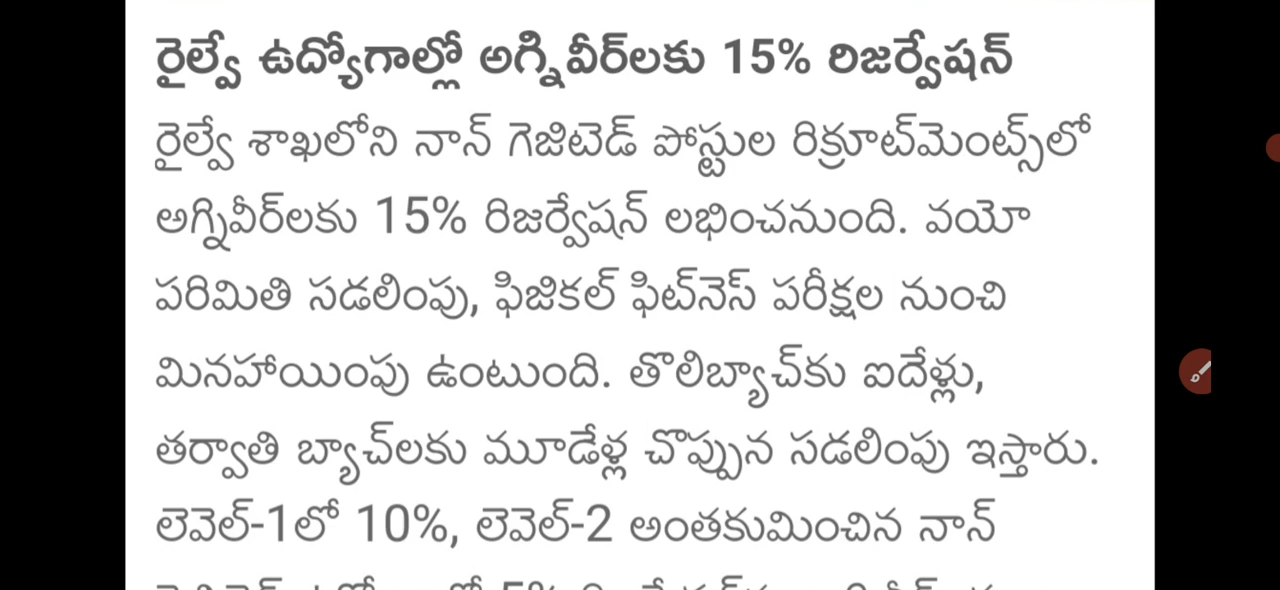 రైల్వే ఉద్యోగాల్లో అగ్నివీర్‌లకు 15% రిజర్వేషన్
రైల్వే శాఖలోని నాన్ గెజిటెడ్ పోస్టుల రిక్రూట్‌మెంట్స్‌లో
అగ్నివీర్‌లకు 15% రిజర్వేషన్ లభించనుంది. వయో
పరిమితి సడలింపు, ఫిజికల్ ఫిట్‌నెస్ పరీక్షల నుంచి
మినహాయింపు ఉంటుంది. తొలిబ్యాచ్‌కు ఐదేళ్లు,
తర్వాతి బ్యాచ్‌లకు మూడేళ్ల చొప్పున సడలింపు ఇస్తారు.
లెవెల్-1లో 10%, లెవెల్-2 అంతకుమించిన నాన్